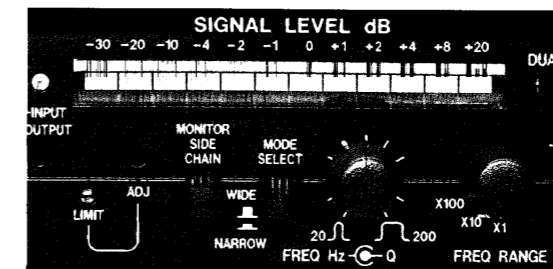 SIGNAL LEVEL dB
-30 -20 -10 -4 -2 -1 0 +1 +2 +4 +8 +20
DUA
-INPUT
OUTPUT
MONITOR
SIDE
CHAIN
MODE
SELECT
ADJ
LIMIT
WIDE
NARROW
X100
X10 X1
20 200
FREQ Hz Q
FREQ RANGE